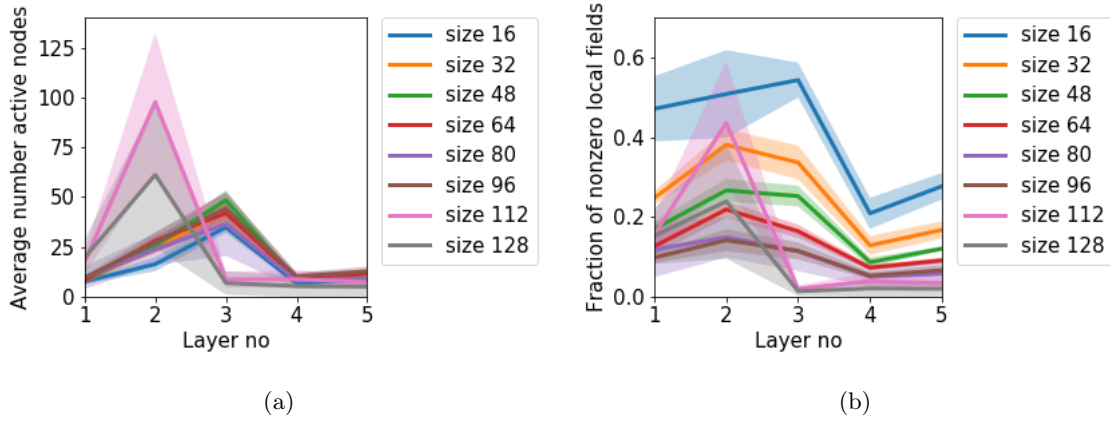 Average number active nodes
125
100
75
50
25
0
1 2 3 4 5
Layer no
size 16
size 32
size 48
size 64
size 80
size 96
size 112
size 128
(a)
Fraction of nonzero local fields
0.6
0.4
0.2
0.0
1 2 3 4 5
Layer no
size 16
size 32
size 48
size 64
size 80
size 96
size 112
size 128
(b)